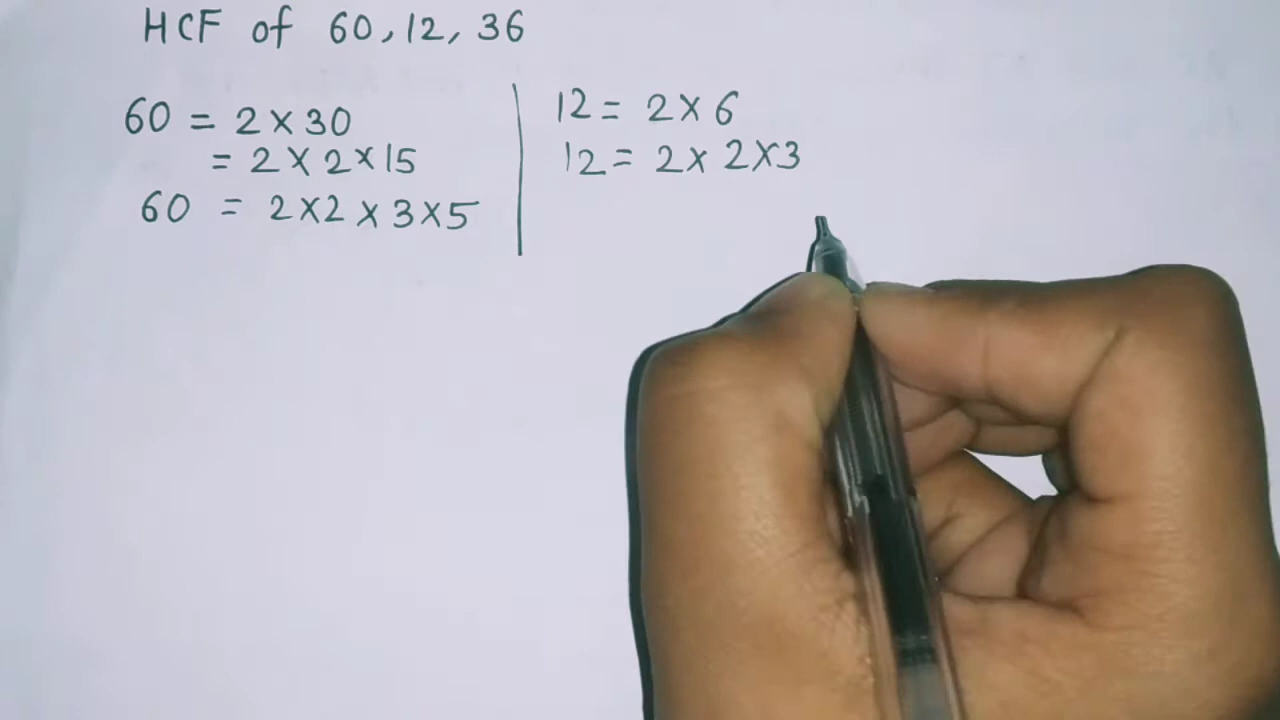 HCF of 60, 12, 36
60 = 2 × 30
= 2 × 2 × 15
60 = 2 × 2 × 3 × 5
12 = 2 × 6
12 = 2 × 2 × 3